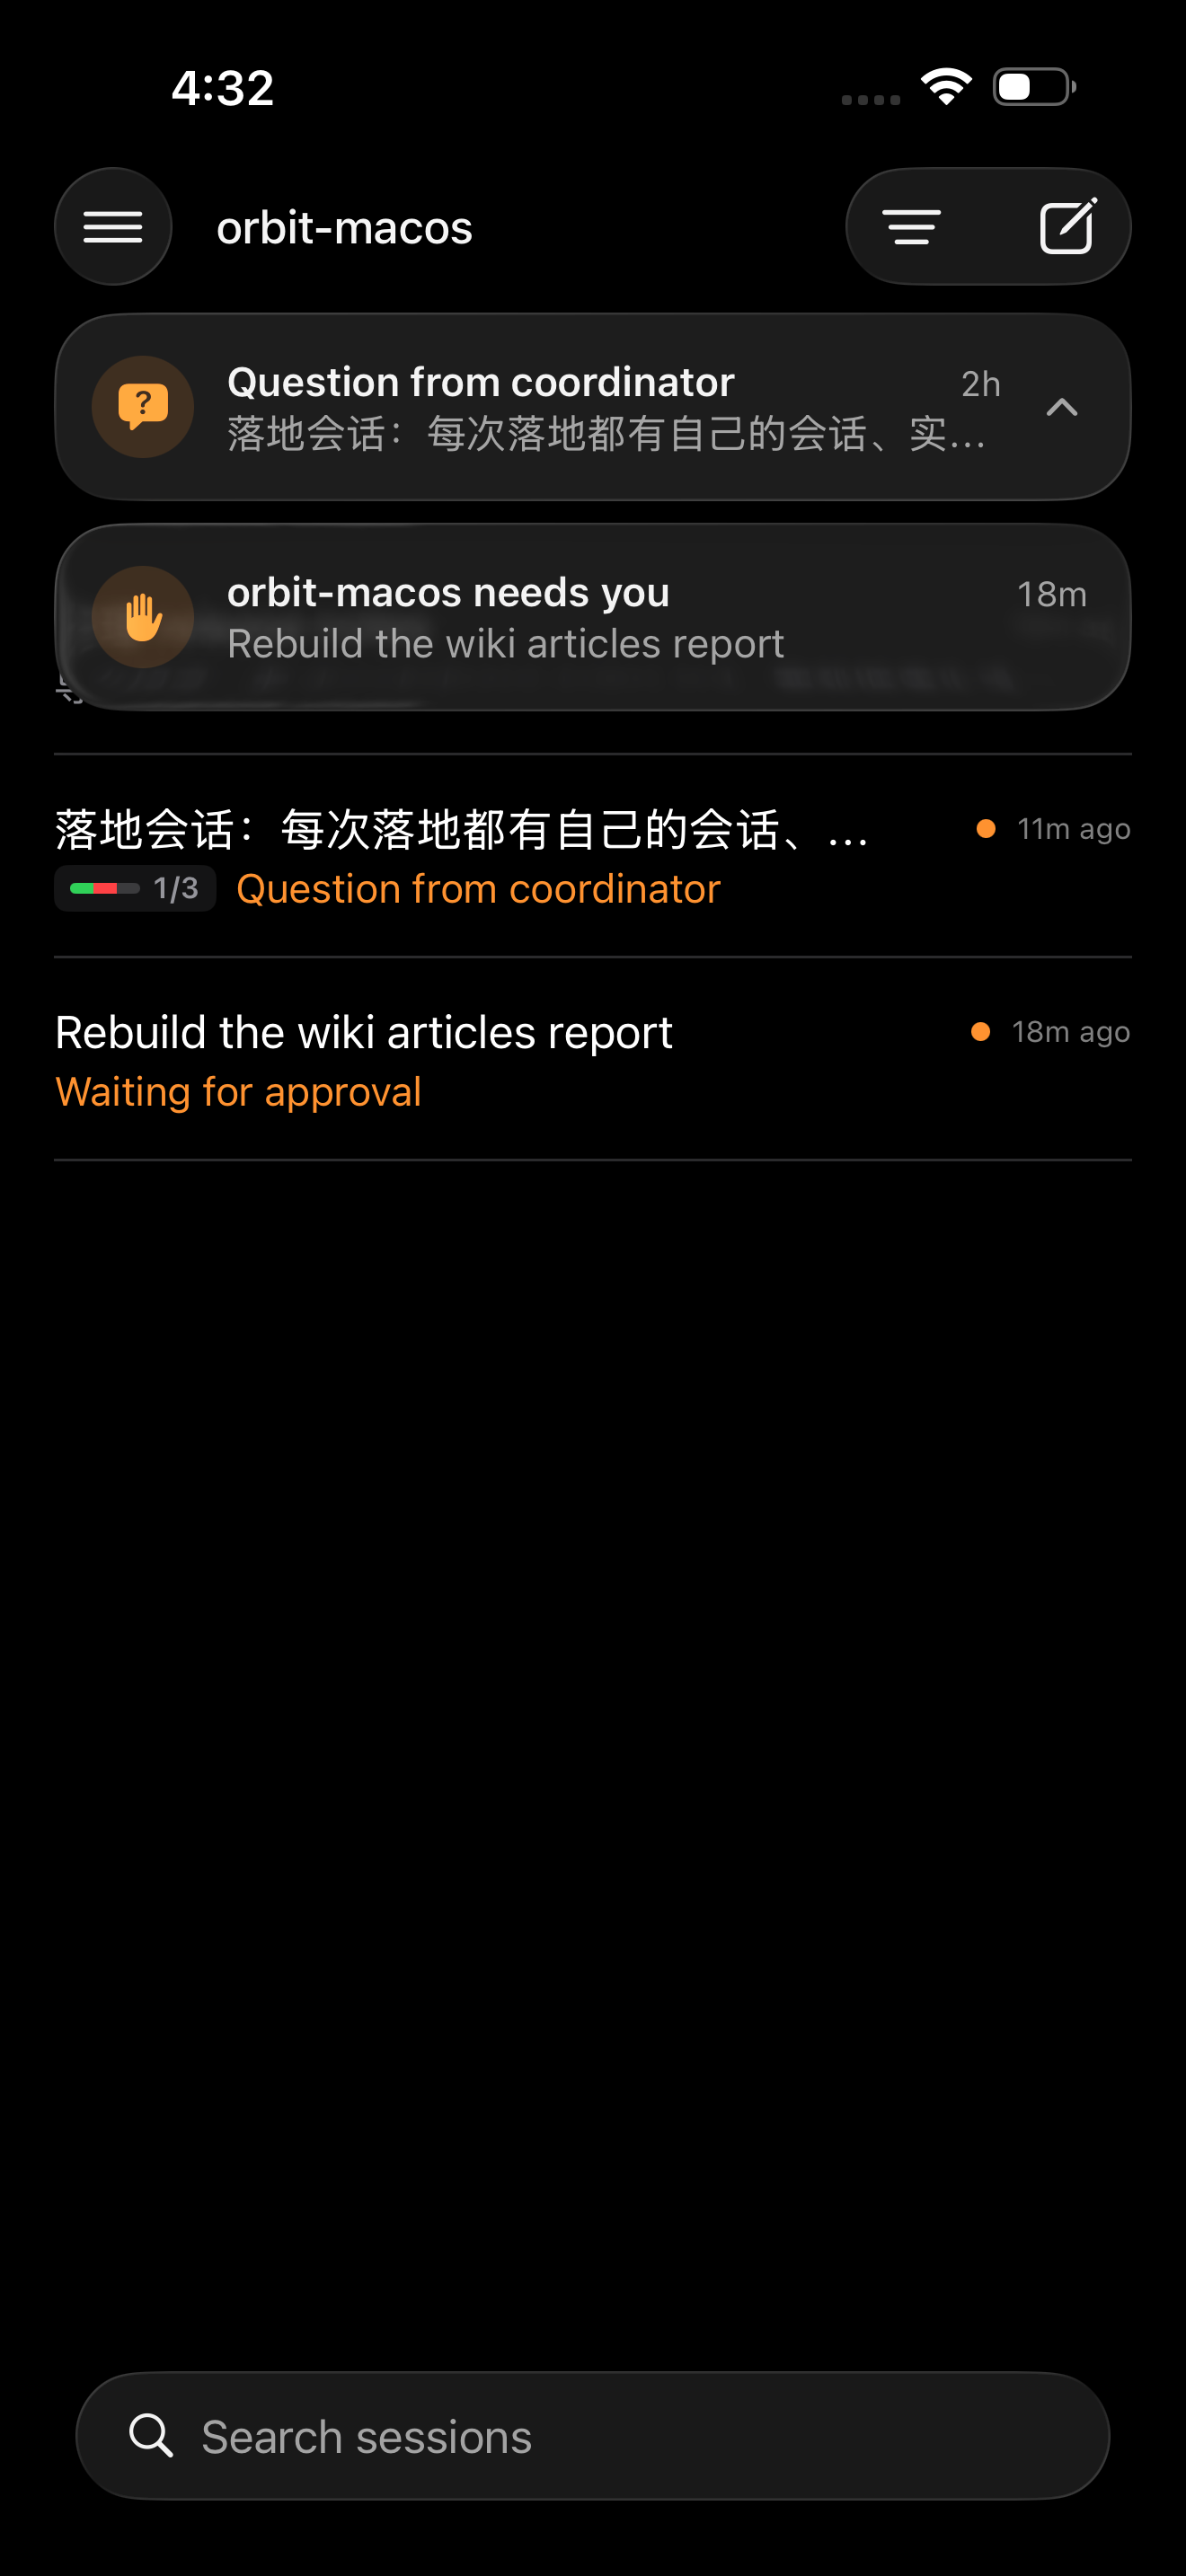 4:32
orbit-macos
Question from coordinator
2h
落地会话：每次落地都有自己的会话、实...
orbit-macos needs you
18m
Rebuild the wiki articles report
落地会话：每次落地都有自己的会话、...
11m ago
1/3
Question from coordinator
Rebuild the wiki articles report
18m ago
Waiting for approval
Search sessions